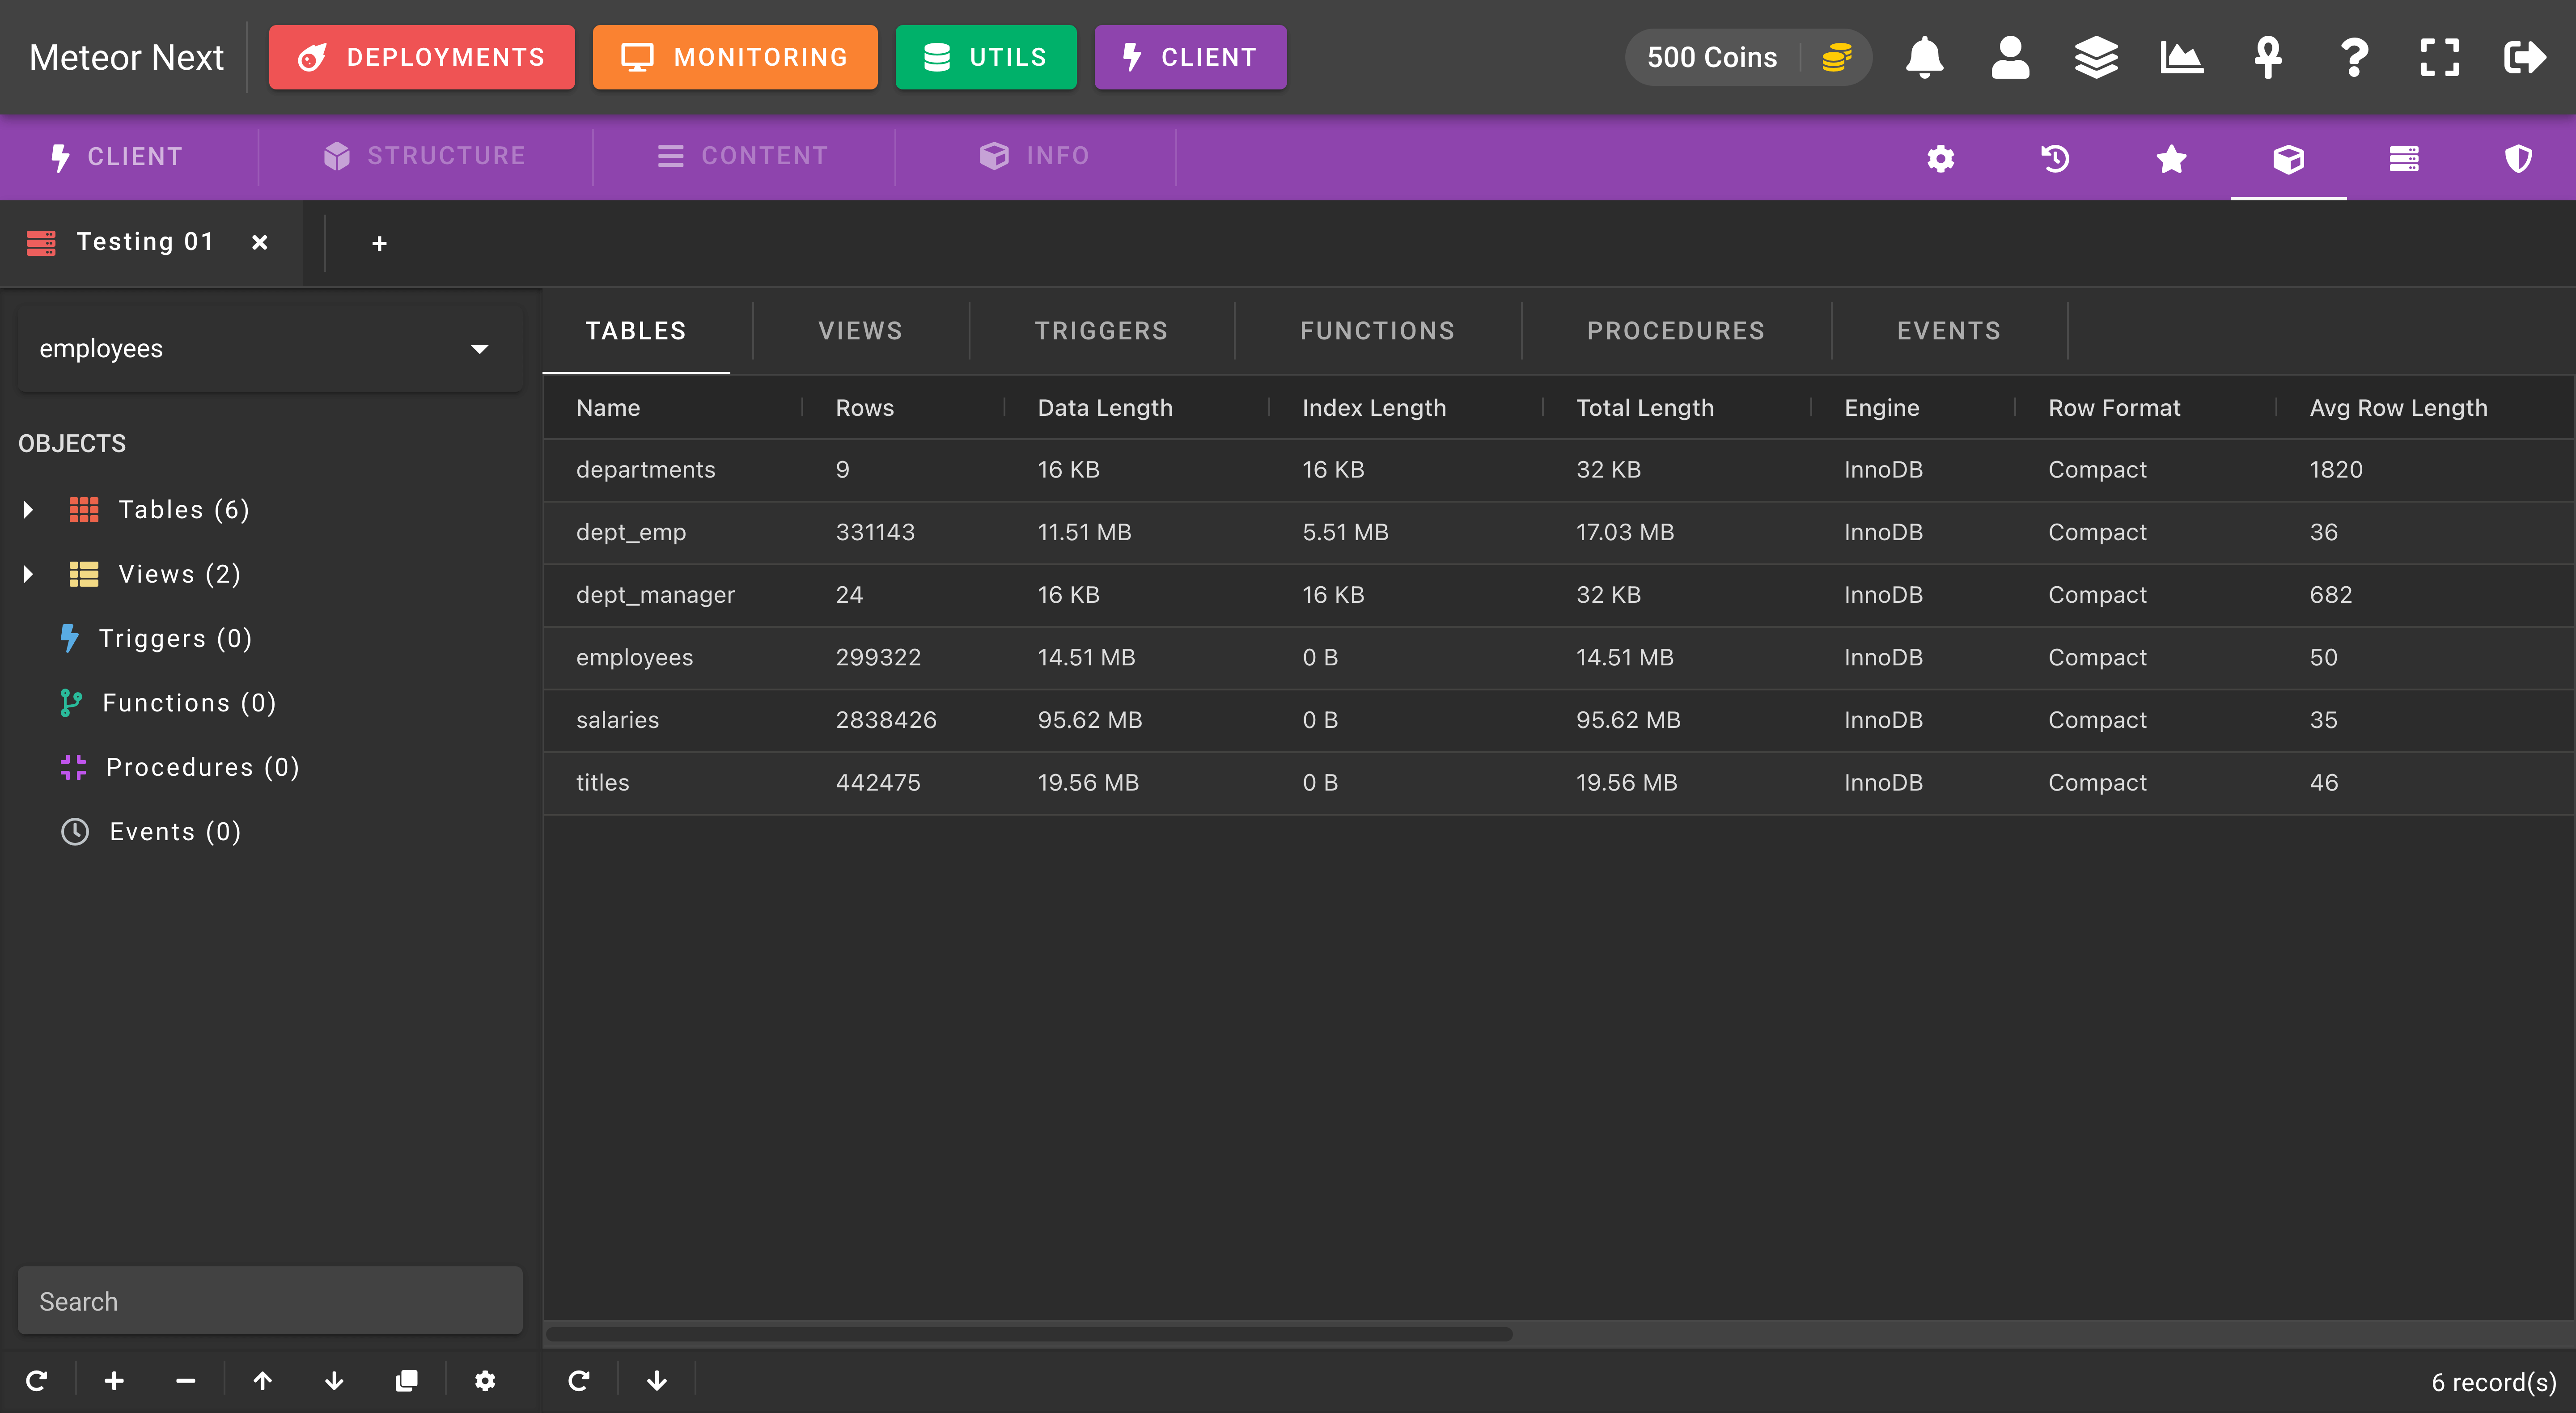 Meteor Next DEPLOYMENTS MONITORING UTILS CLIENT 500 Coins
CLIENT STRUCTURE CONTENT INFO
Testing 01
employees
OBJECTS
Tables (6)
Views (2)
Triggers (0)
Functions (0)
Procedures (0)
Events (0)
Search
TABLES VIEWS TRIGGERS FUNCTIONS PROCEDURES EVENTS
Name Rows Data Length Index Length Total Length Engine Row Format Avg Row Length
departments 9 16 KB 16 KB 32 KB InnoDB Compact 1820
dept_emp 331143 11.51 MB 5.51 MB 17.03 MB InnoDB Compact 36
dept_manager 24 16 KB 16 KB 32 KB InnoDB Compact 682
employees 299322 14.51 MB 0 B 14.51 MB InnoDB Compact 50
salaries 2838426 95.62 MB 0 B 95.62 MB InnoDB Compact 35
titles 442475 19.56 MB 0 B 19.56 MB InnoDB Compact 46
6 record(s)